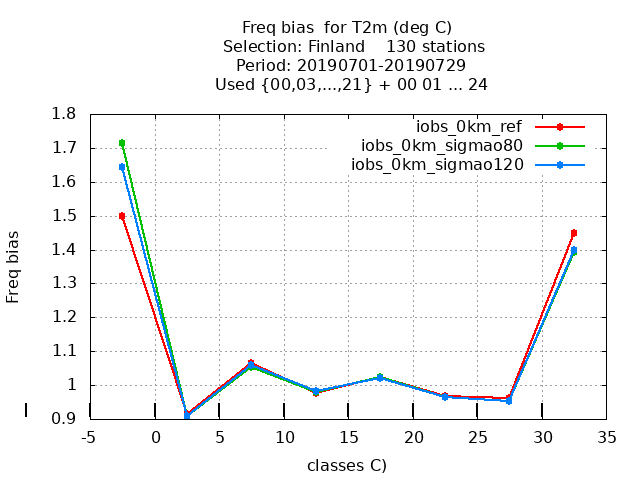 Freq bias for T2m (deg C)
Selection: Finland 130 stations
Period: 20190701-20190729
Used {00,03,...,21} + 00 01 ... 24
iobs_0km_ref
iobs_0km_sigmao80
iobs_0km_sigmao120
Freq bias
1.8
1.7
1.6
1.5
1.4
1.3
1.2
1.1
1
0.9
-5 0 5 10 15 20 25 30 35
classes C)